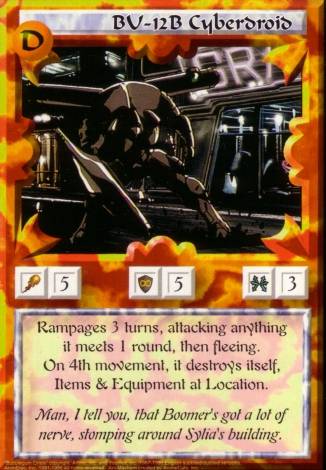 BU-12B Cyberdroid
D
5 5 3
Rampages 3 turns, attacking anything
it meets 1 round, then fleeing.
On 4th movement, it destroys itself,
Items & Equipment at Location.
Man, I tell you, that Boomer's got a lot of
nerve, stomping around Sylia's building.